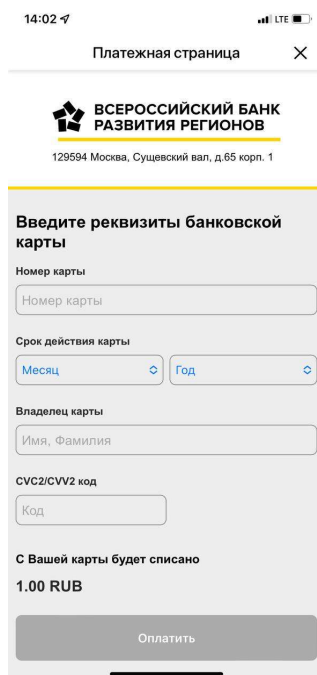 14:02
LTE
Платежная страница
ВСЕРОССИЙСКИЙ БАНК
РАЗВИТИЯ РЕГИОНОВ
129594 Москва, Сущевский вал, д.65 корп. 1
Введите реквизиты банковской
карты
Номер карты
Номер карты
Срок действия карты
Месяц Год
Владелец карты
Имя, Фамилия
CVC2/CVV2 код
Код
С Вашей карты будет списано
1.00 RUB
Оплатить